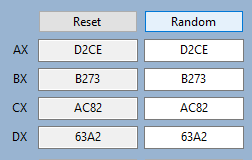 Reset Random
AX D2CE D2CE
BX B273 B273
CX AC82 AC82
DX 63A2 63A2